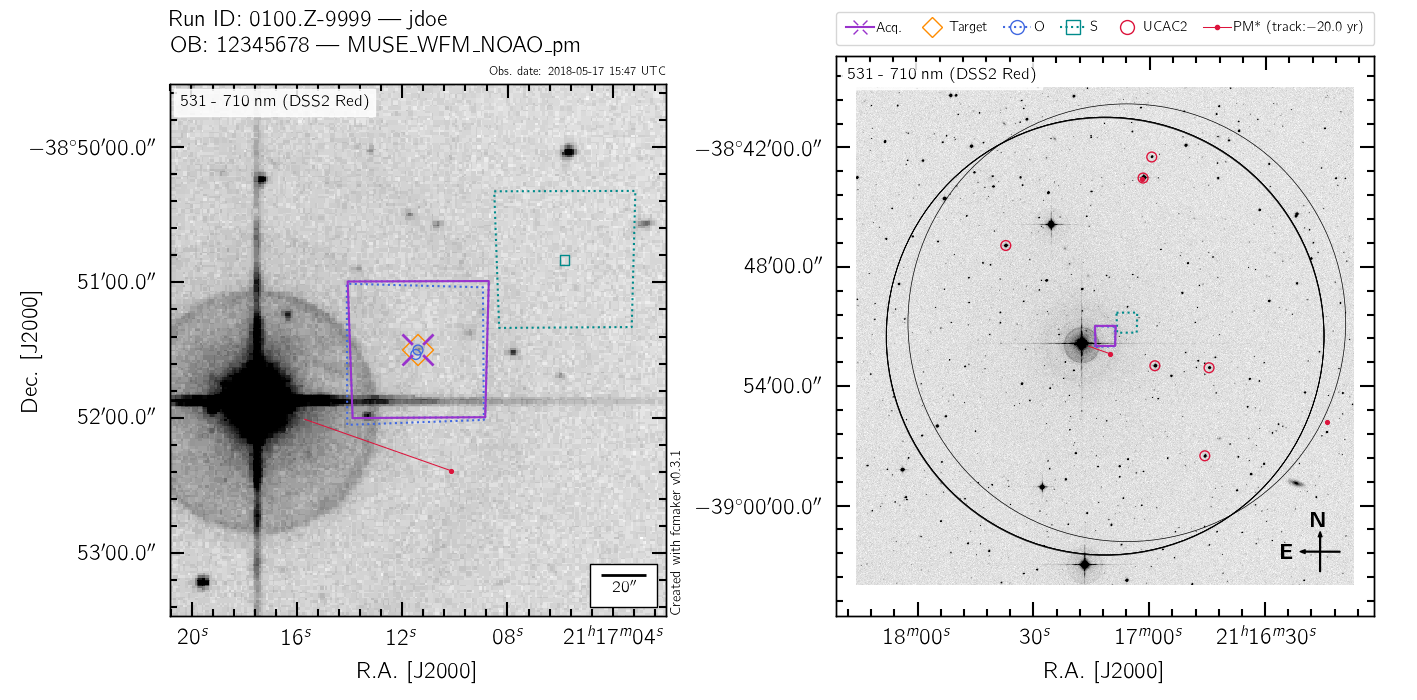 Run ID: 0100.Z-9999 — jdoe
OB: 12345678 — MUSE_WFM_NOAO_pm
Obs. date: 2018-05-17 15:47 UTC
531 - 710 nm (DSS2 Red)
−38°50′00.0″
51′00.0″
52′00.0″
53′00.0″
Dec. [J2000]
20ˢ 16ˢ 12ˢ 08ˢ 21ʰ17ᵐ04ˢ
R.A. [J2000]
20″
Created with fcmaker v0.3.1
Acq. Target O S UCAC2 PM* (track:−20.0 yr)
531 - 710 nm (DSS2 Red)
−38°42′00.0″
48′00.0″
54′00.0″
−39°00′00.0″
N
E
18ᵐ00ˢ 30ˢ 17ᵐ00ˢ 21ʰ16ᵐ30ˢ
R.A. [J2000]